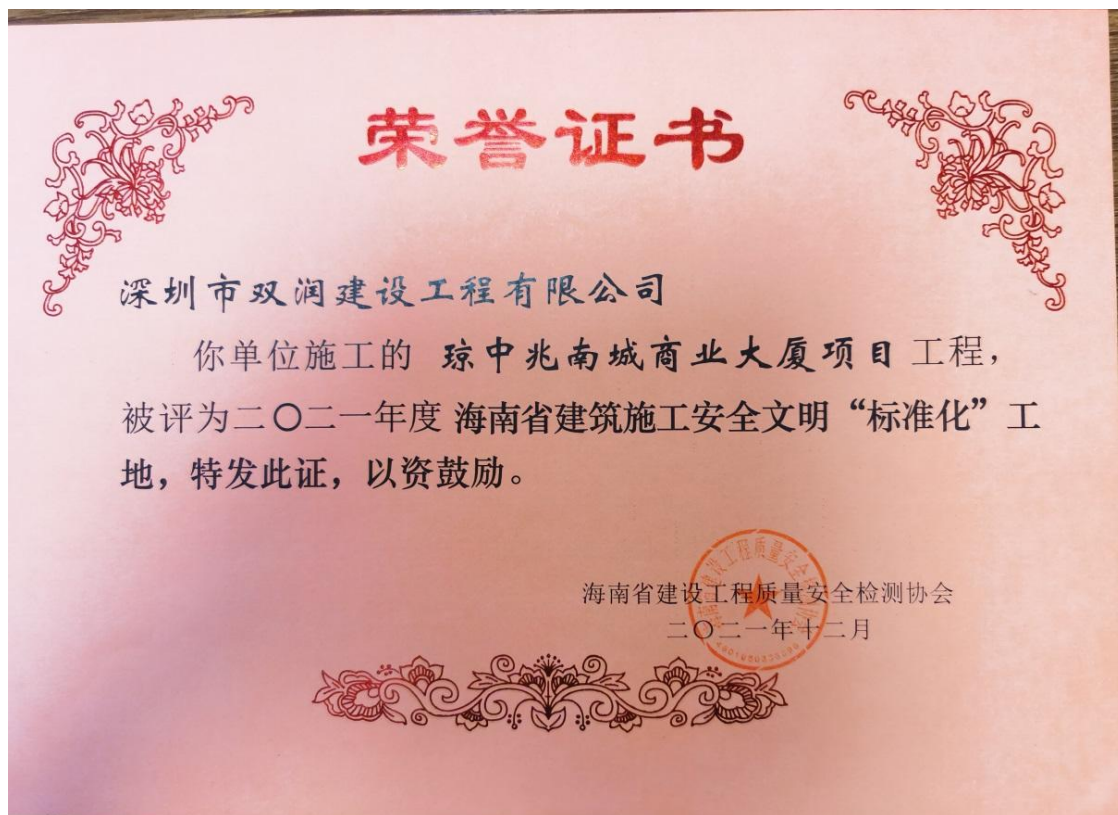 荣誉证书
深圳市双润建设工程有限公司
你单位施工的 琼中兆南城商业大厦项目 工程，
被评为二〇二一年度 海南省建筑施工安全文明“标准化”工
地，特发此证，以资鼓励。
海南省建设工程质量安全检测协会
二〇二一年十二月